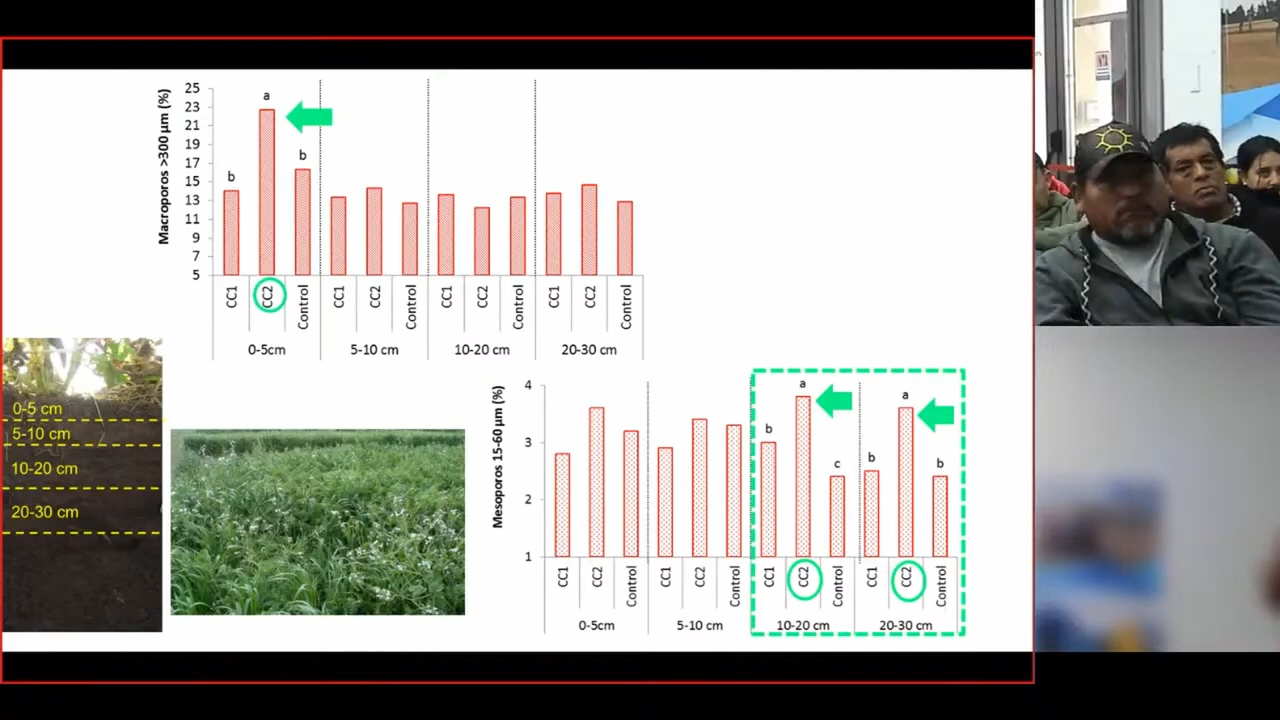 Macroporos >300 µm (%)
25
23
21
19
17
15
13
11
9
7
5
b
a
b
CC1
CC2
Control
CC1
CC2
Control
CC1
CC2
Control
CC1
CC2
Control
0-5cm
5-10 cm
10-20 cm
20-30 cm
0-5 cm
5-10 cm
10-20 cm
20-30 cm
Mesoporos 15-60 µm (%)
4
3
2
1
b
a
c
b
a
b
CC1
CC2
Control
CC1
CC2
Control
CC1
CC2
Control
CC1
CC2
Control
0-5cm
5-10 cm
10-20 cm
20-30 cm
INTA